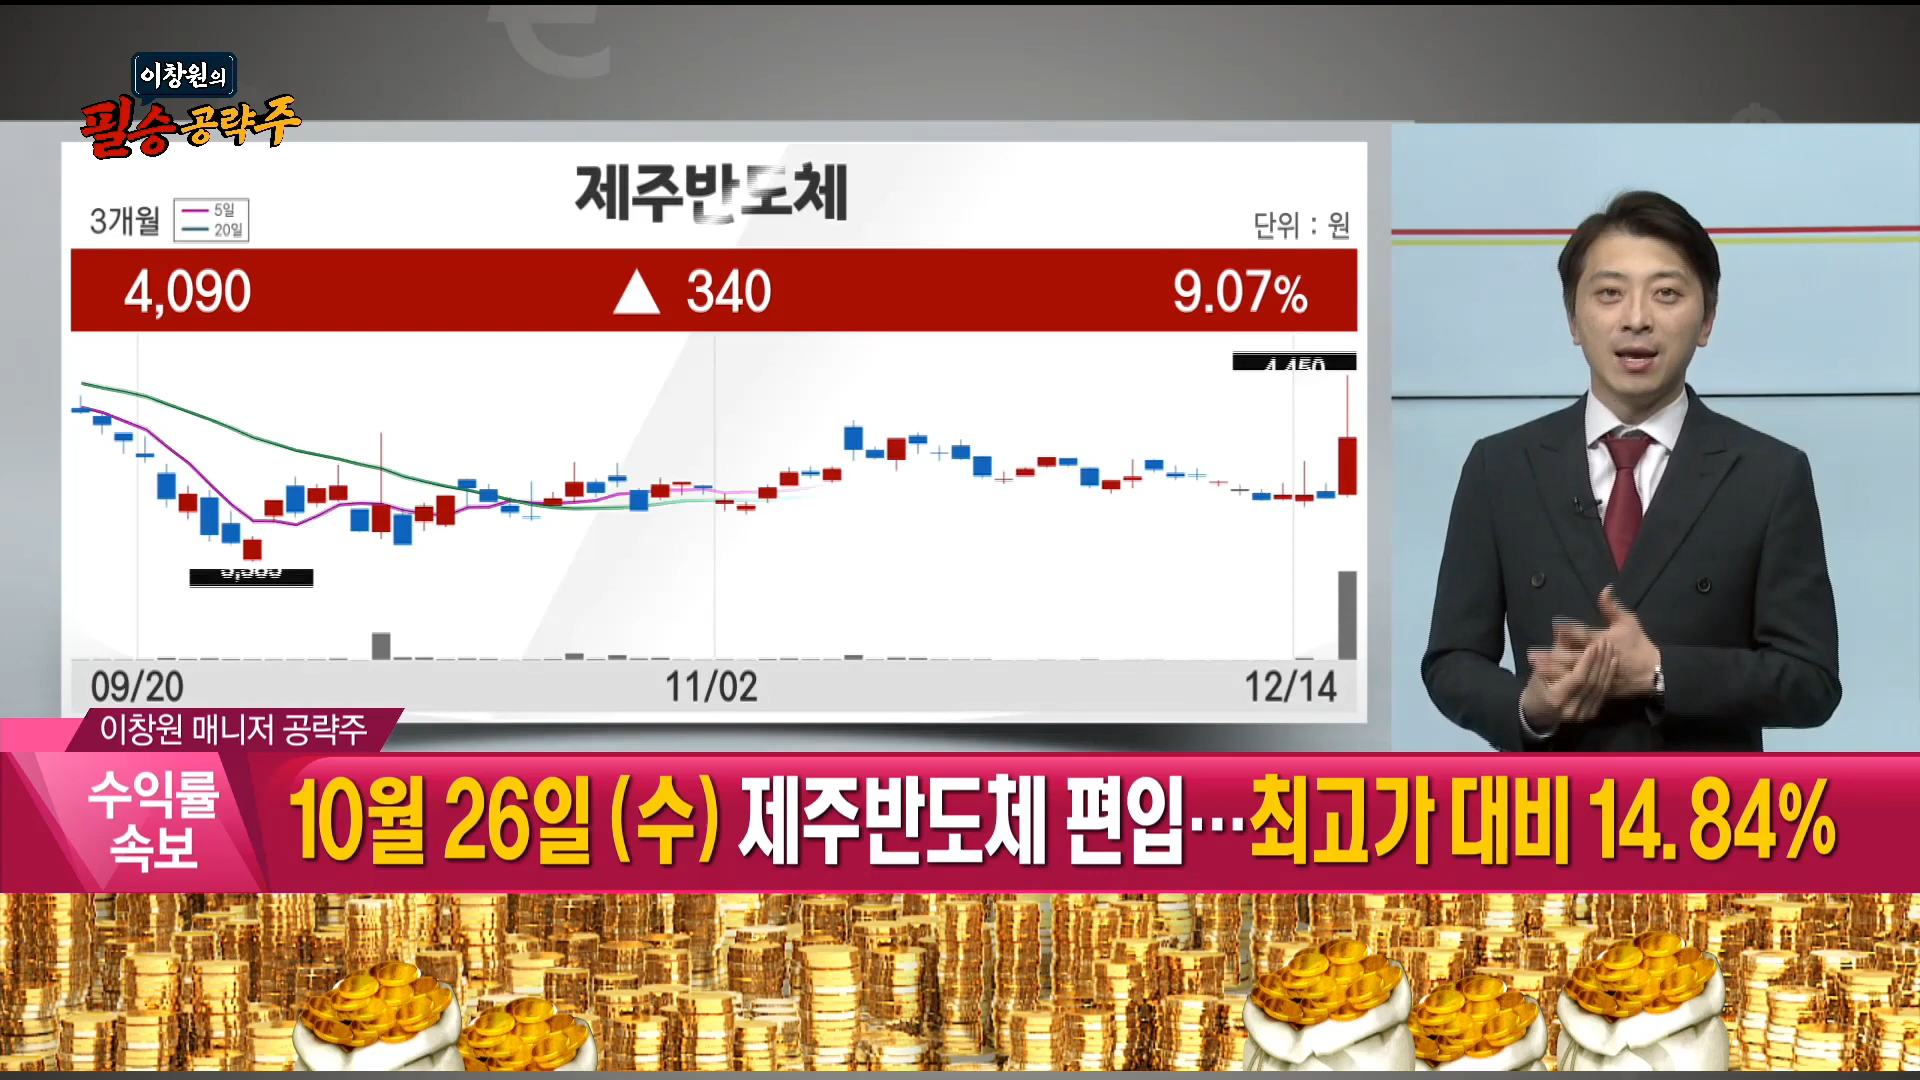 이창원의
필승 공략주
제주반도체
3개월
5일
20일
단위 : 원
4,090 ▲ 340 9.07%
4,450
09/20 11/02 12/14
이창원 매니저 공략주
수익률
속보
10월 26일 (수) 제주반도체 편입…최고가 대비 14.84%